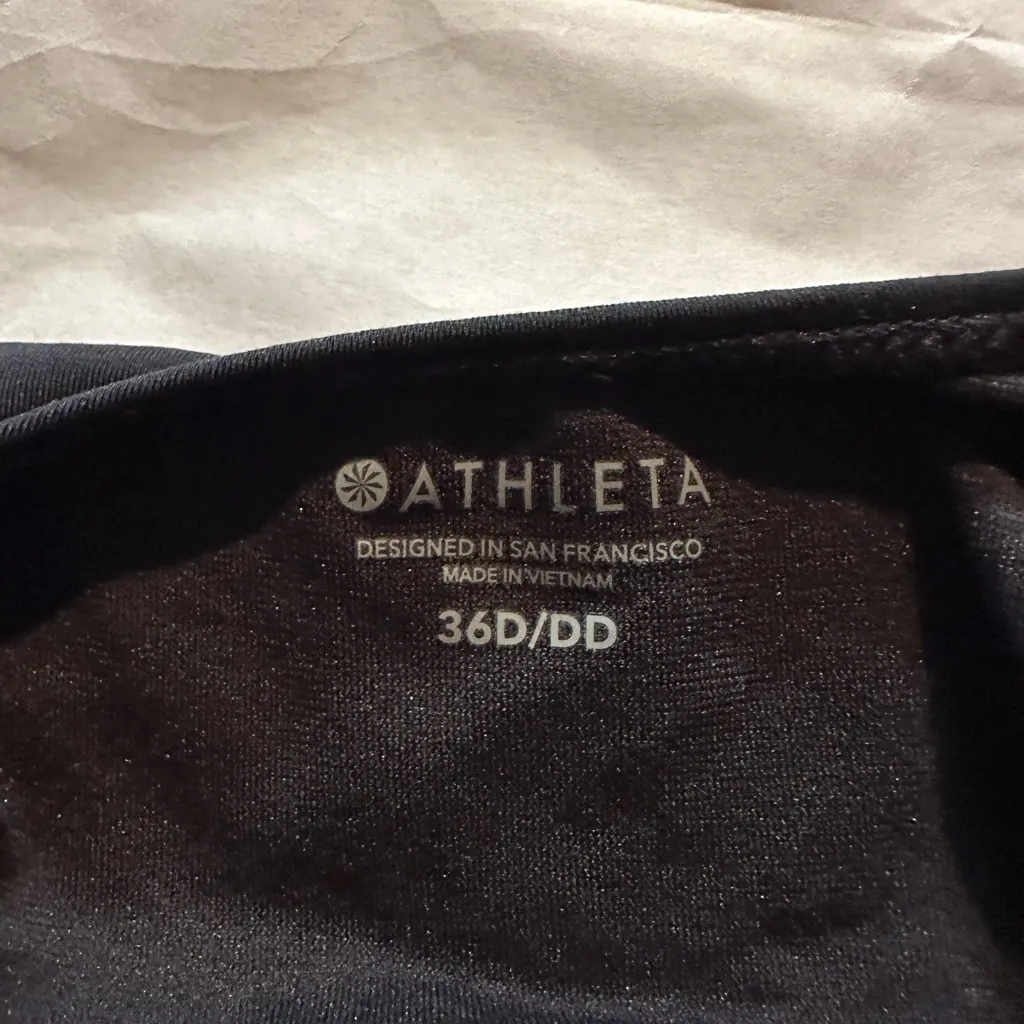 ATHLETA
DESIGNED IN SAN FRANCISCO
MADE IN VIETNAM
36D/DD